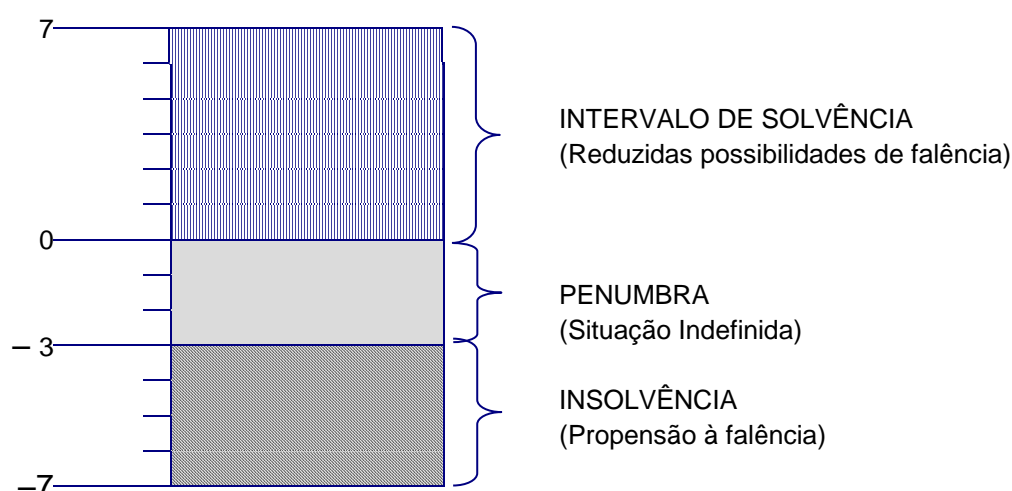 7
INTERVALO DE SOLVÊNCIA
(Reduzidas possibilidades de falência)
0
PENUMBRA
(Situação Indefinida)
– 3
INSOLVÊNCIA
(Propensão à falência)
–7